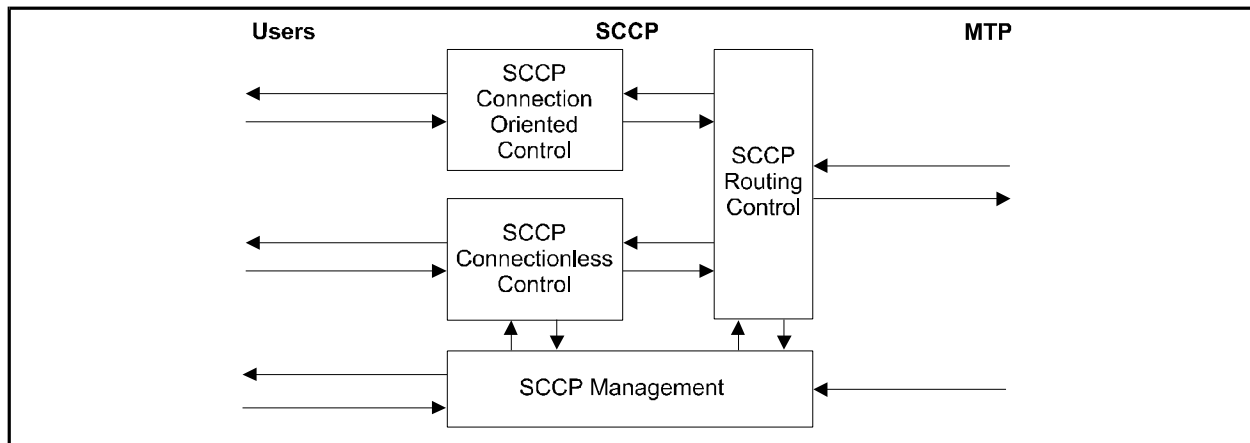 Users SCCP MTP
SCCP
Connection
Oriented
Control
SCCP
Routing
Control
SCCP
Connectionless
Control
SCCP Management